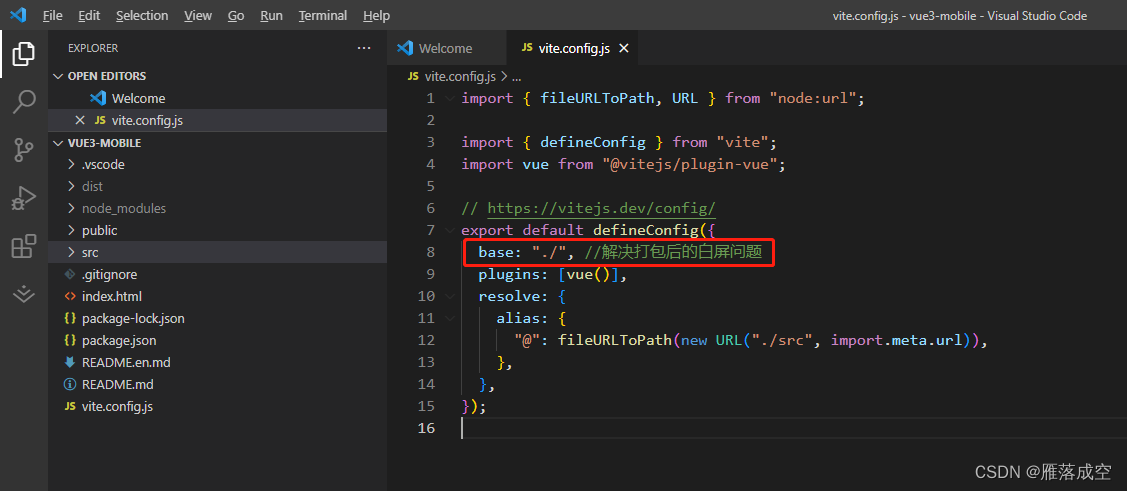 File Edit Selection View Go Run Terminal Help
vite.config.js - vue3-mobile - Visual Studio Code
EXPLORER
OPEN EDITORS
Welcome
JS vite.config.js
VUE3-MOBILE
.vscode
dist
node_modules
public
src
.gitignore
<> index.html
{} package-lock.json
{} package.json
README.en.md
README.md
JS vite.config.js
Welcome
JS vite.config.js
JS vite.config.js > ...
1 import { fileURLToPath, URL } from "node:url";
2
3 import { defineConfig } from "vite";
4 import vue from "@vitejs/plugin-vue";
5
6 // https://vitejs.dev/config/
7 export default defineConfig({
8 base: "./", //解决打包后的白屏问题
9 plugins: [vue()],
10 resolve: {
11 alias: {
12 "@": fileURLToPath(new URL("./src", import.meta.url)),
13 },
14 },
15 });
16
CSDN @雁落成空